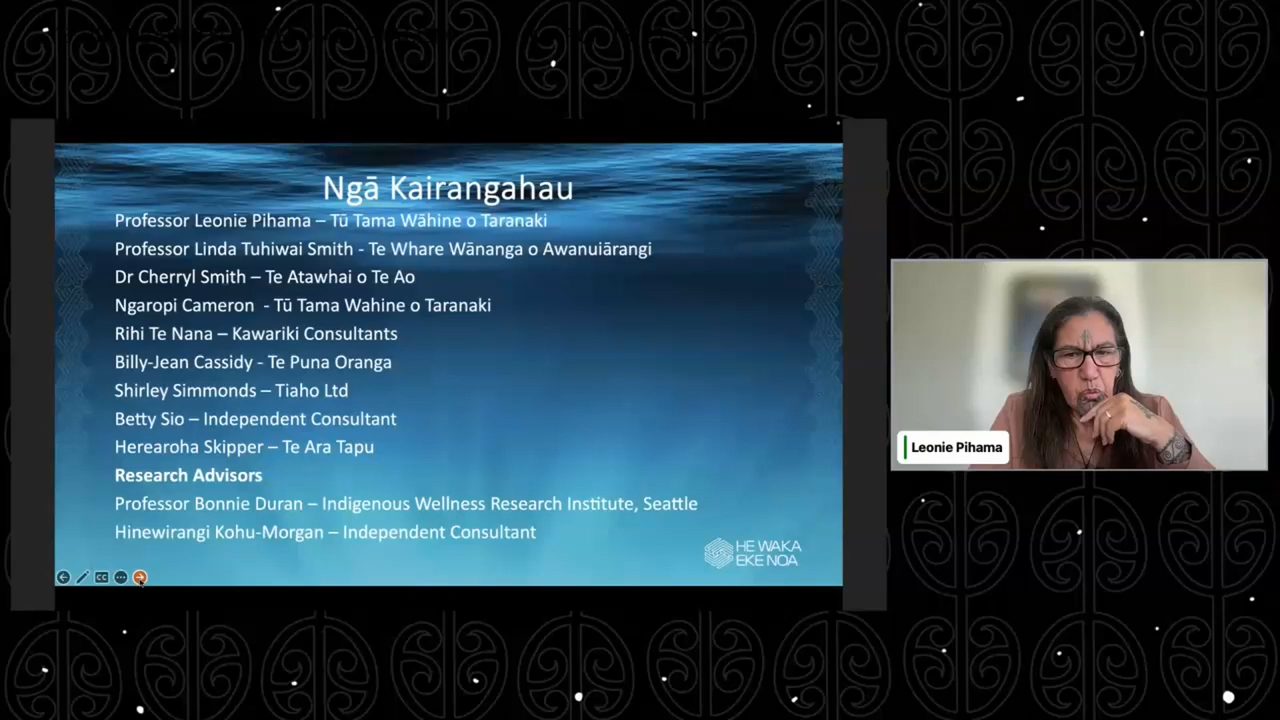 Ngā Kairangahau
Professor Leonie Pihama – Tū Tama Wāhine o Taranaki
Professor Linda Tuhiwai Smith - Te Whare Wānanga o Awanuiārangi
Dr Cherryl Smith – Te Atawhai o Te Ao
Ngaropi Cameron - Tū Tama Wahine o Taranaki
Rihi Te Nana – Kawariki Consultants
Billy-Jean Cassidy - Te Puna Oranga
Shirley Simmonds – Tiaho Ltd
Betty Sio – Independent Consultant
Herearoha Skipper – Te Ara Tapu
Research Advisors
Professor Bonnie Duran – Indigenous Wellness Research Institute, Seattle
Hinewirangi Kohu-Morgan – Independent Consultant
HE WAKA
EKE NOA
CC
Leonie Pihama